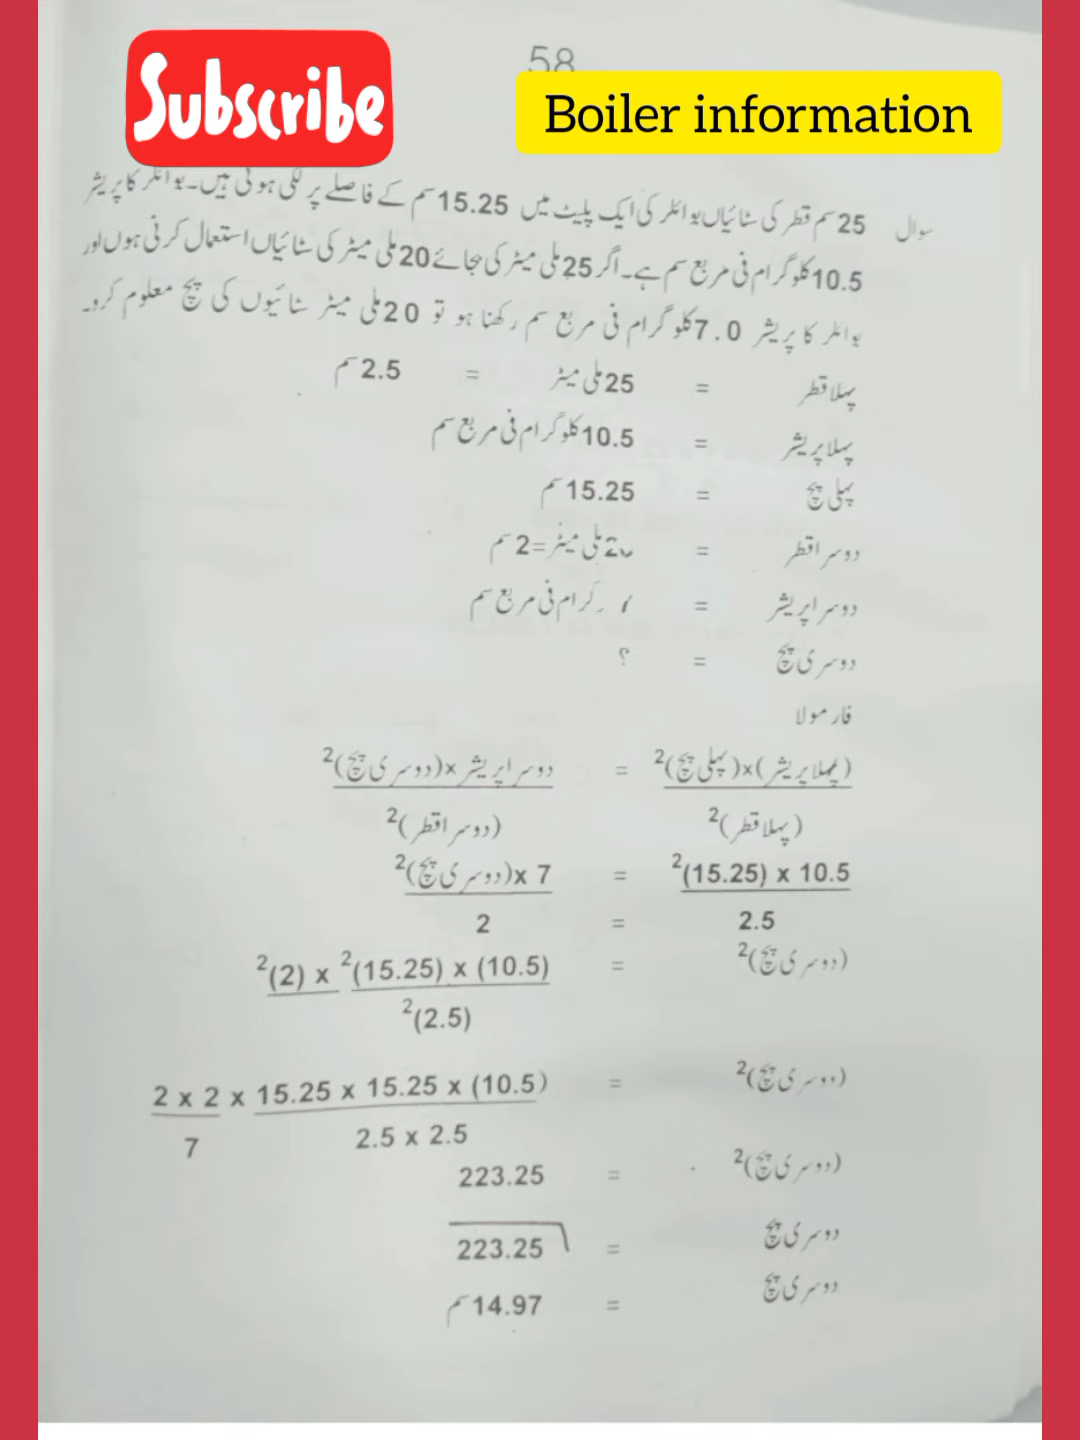 58
Subscribe
Boiler information
سوال 25 سم قطر کی سٹائیاں بوائلر کی ایک پلیٹ میں 15.25 سم کے فاصلے پر لگی ہوئی ہیں۔ بوائلر کا پریشر
10.5 کلوگرام فی مربع سم ہے۔ اگر 25 ملی میٹر کی بجائے 20 ملی میٹر کی سٹائیاں استعمال کرنی ہوں اور
بوائلر کا پریشر 7.0 کلوگرام فی مربع سم رکھنا ہو تو 20 ملی میٹر سٹائیوں کی پچ معلوم کرو۔
پہلا قطر = 25 ملی میٹر = 2.5 سم
پہلا پریشر = 10.5 کلوگرام فی مربع سم
پہلی پچ = 15.25 سم
دوسرا قطر = ملی میٹر = 2 سم
دوسرا پریشر = گرام فی مربع سم
دوسری پچ = ؟
فارمولا
(پہلا پریشر) x (پہلی پچ)² = دوسرا پریشر x (دوسری پچ)²
(پہلا قطر)² (دوسرا قطر)²
10.5 x (15.25)² = 7 x (دوسری پچ)²
2.5 = 2
(دوسری پچ)² = (10.5) x (15.25)² x (2)²
(2.5)²
(دوسری پچ)² = 2 x 2 x 15.25 x 15.25 x (10.5)
7 2.5 x 2.5
(دوسری پچ)² = 223.25
دوسری پچ = √223.25
دوسری پچ = 14.97 سم